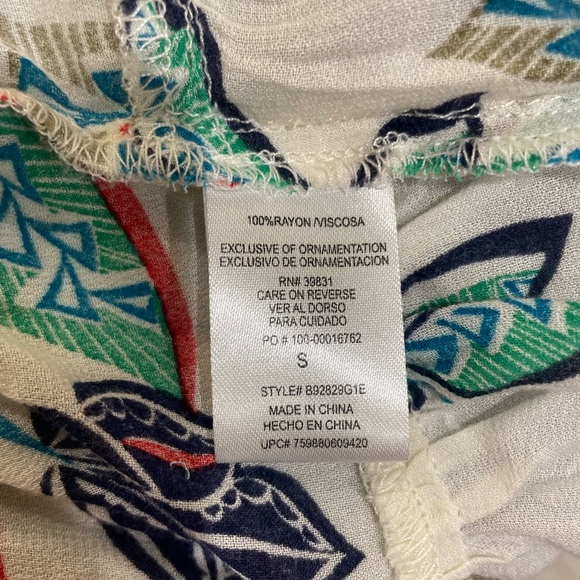 100%RAYON /VISCOSA
EXCLUSIVE OF ORNAMENTATION
EXCLUSIVO DE ORNAMENTACION
RN# 39831
CARE ON REVERSE
VER AL DORSO
PARA CUIDADO
PO # 100-00016762
S
STYLE# B92829G1E
MADE IN CHINA
HECHO EN CHINA
UPC# 759880609420